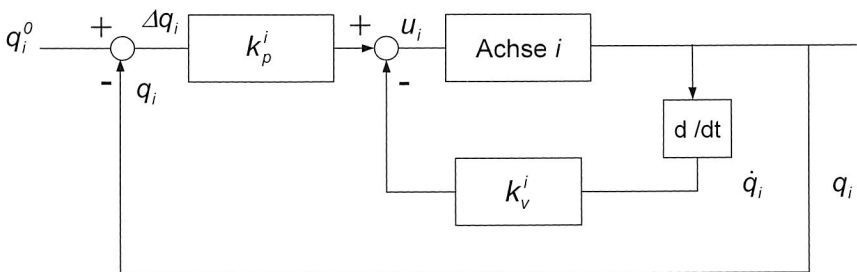 q_i^0 + Δq_i k_p^i + u_i Achse i
- q_i -
d /dt
k_v^i q̇_i q_i